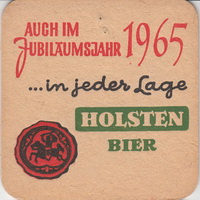 AUCH IM
JUBILÄUMSJAHR 1965
...in jeder Lage
HOLSTEN
BIER